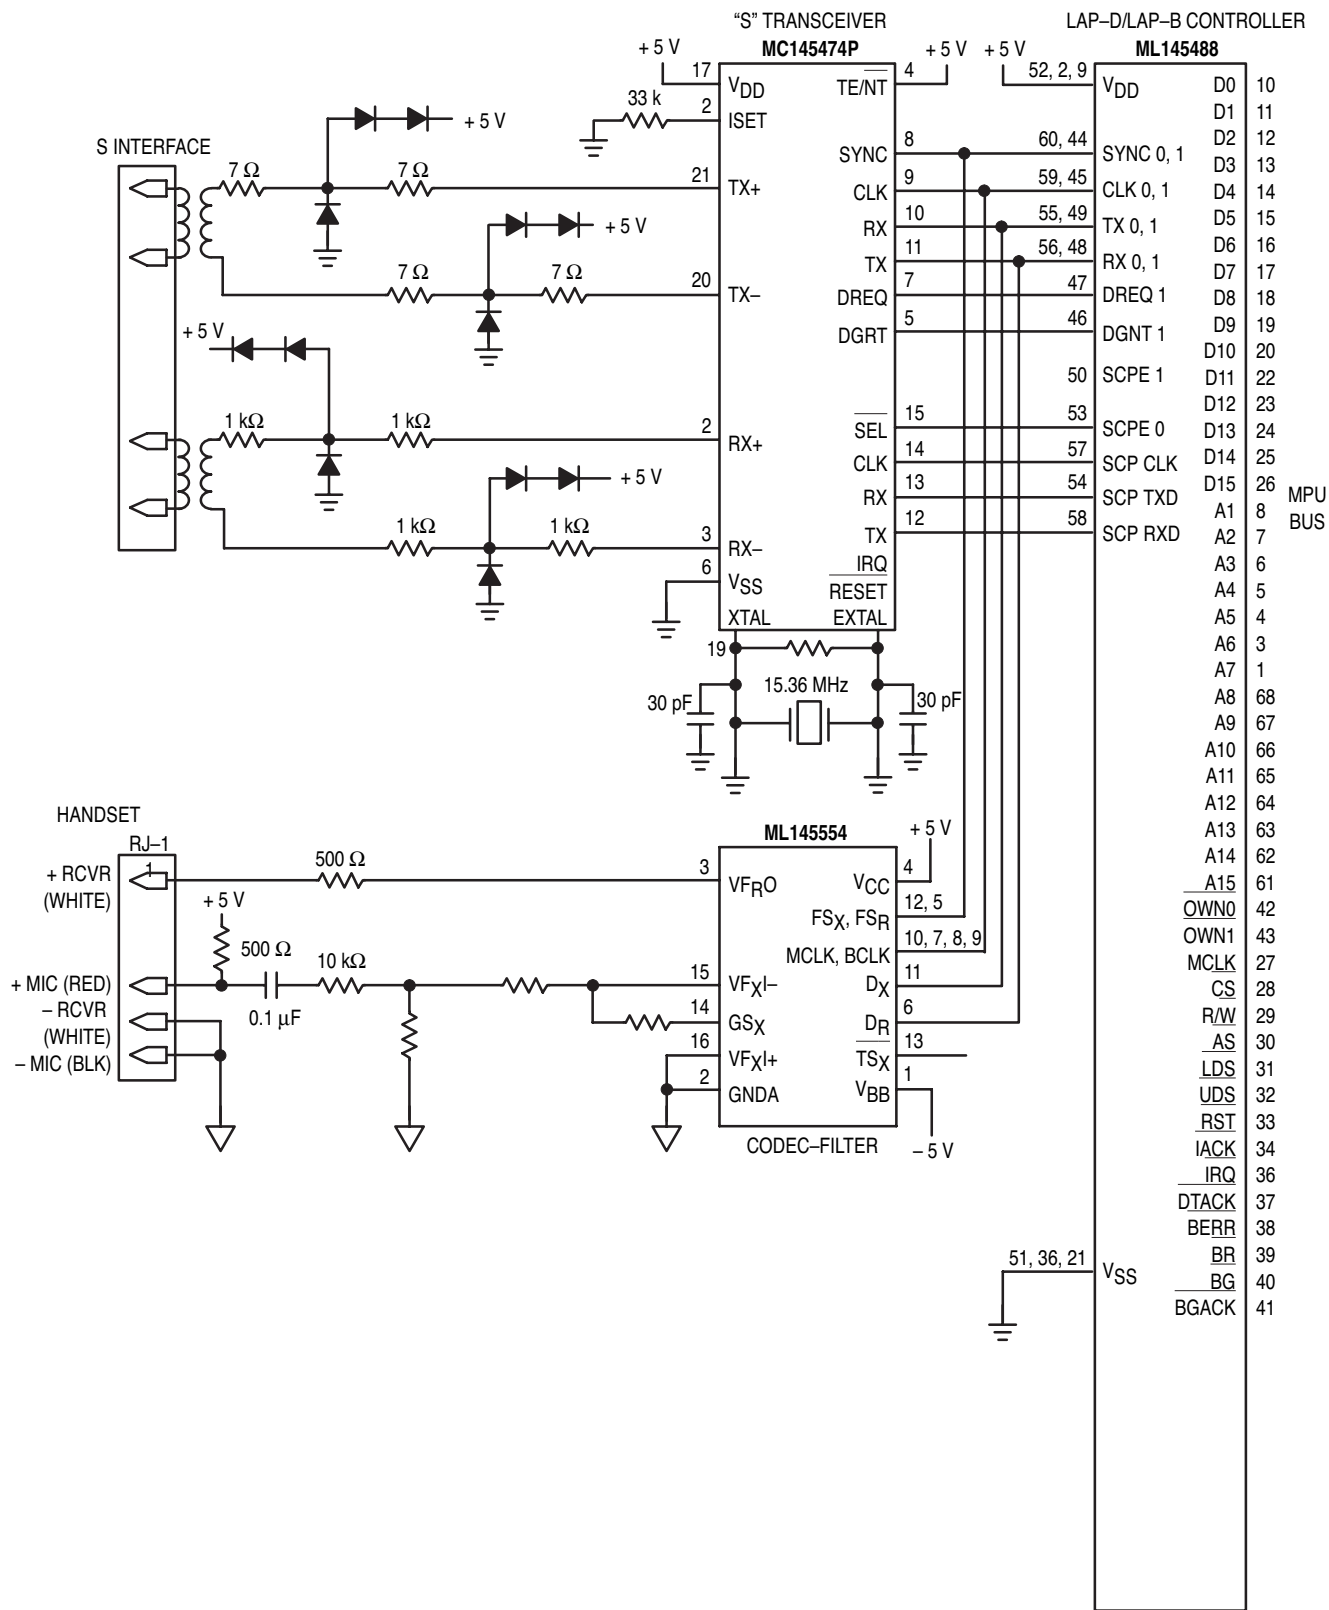 “S” TRANSCEIVER
MC145474P
LAP–D/LAP–B CONTROLLER
ML145488
+ 5 V
+ 5 V
+ 5 V
17
VDD
4
TE/NT
52, 2, 9
VDD
33 k
2
ISET
+ 5 V
S INTERFACE
7 Ω
7 Ω
21
TX+
+ 5 V
7 Ω
7 Ω
20
TX–
+ 5 V
1 kΩ
1 kΩ
2
RX+
+ 5 V
1 kΩ
1 kΩ
3
RX–
6
VSS
XTAL
EXTAL
SYNC
8
60, 44
SYNC 0, 1
CLK
9
59, 45
CLK 0, 1
RX
10
55, 49
TX 0, 1
TX
11
56, 48
RX 0, 1
DREQ
7
47
DREQ 1
DGRT
5
46
DGNT 1
50
SCPE 1
SEL
15
53
SCPE 0
CLK
14
57
SCP CLK
RX
13
54
SCP TXD
TX
12
58
SCP RXD
IRQ
RESET
19
15.36 MHz
30 pF
30 pF
D0 10
D1 11
D2 12
D3 13
D4 14
D5 15
D6 16
D7 17
D8 18
D9 19
D10 20
D11 22
D12 23
D13 24
D14 25
D15 26
A1 8
A2 7
A3 6
A4 5
A5 4
A6 3
A7 1
A8 68
A9 67
A10 66
A11 65
A12 64
A13 63
A14 62
A15 61
OWN0 42
OWN1 43
MCLK 27
CS 28
R/W 29
AS 30
LDS 31
UDS 32
RST 33
IACK 34
IRQ 36
DTACK 37
BERR 38
BR 39
BG 40
BGACK 41
MPU
BUS
51, 36, 21
VSS
HANDSET
RJ–1
1
+ RCVR
(WHITE)
+ 5 V
500 Ω
500 Ω
10 kΩ
0.1 μF
+ MIC (RED)
– RCVR
(WHITE)
– MIC (BLK)
ML145554
+ 5 V
3
VFRO
4
VCC
12, 5
FSX, FSR
10, 7, 8, 9
MCLK, BCLK
15
VFXI–
11
DX
14
GSX
6
DR
16
VFXI+
13
TSX
2
GNDA
1
VBB
– 5 V
CODEC–FILTER